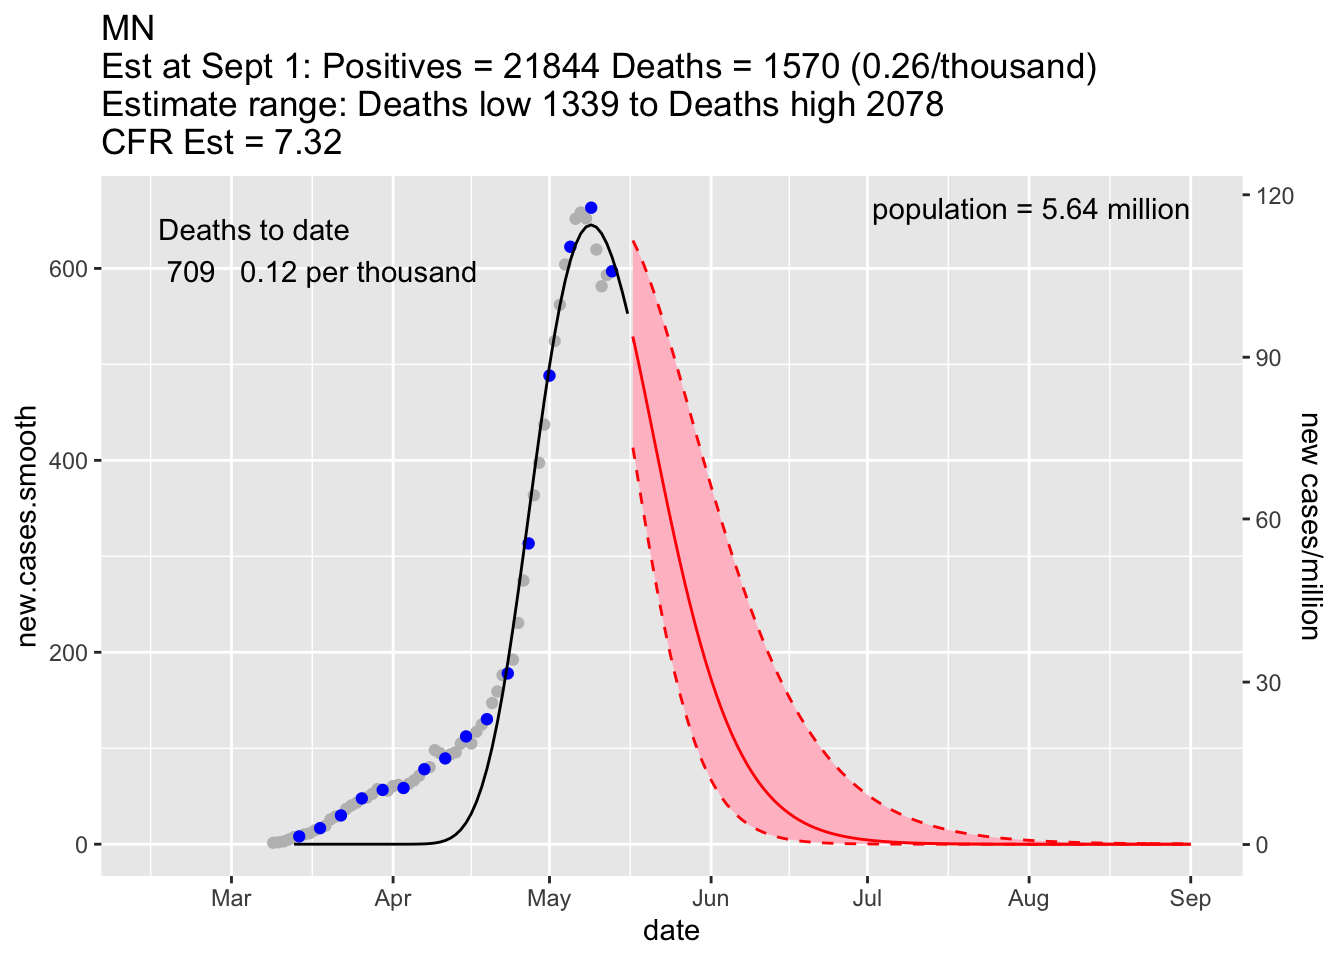 MN
Est at Sept 1: Positives = 21844 Deaths = 1570 (0.26/thousand)
Estimate range: Deaths low 1339 to Deaths high 2078
CFR Est = 7.32
Deaths to date
709 0.12 per thousand
population = 5.64 million
new.cases.smooth
600
400
200
0
120
90
60
30
0
new cases/million
Mar Apr May Jun Jul Aug Sep
date